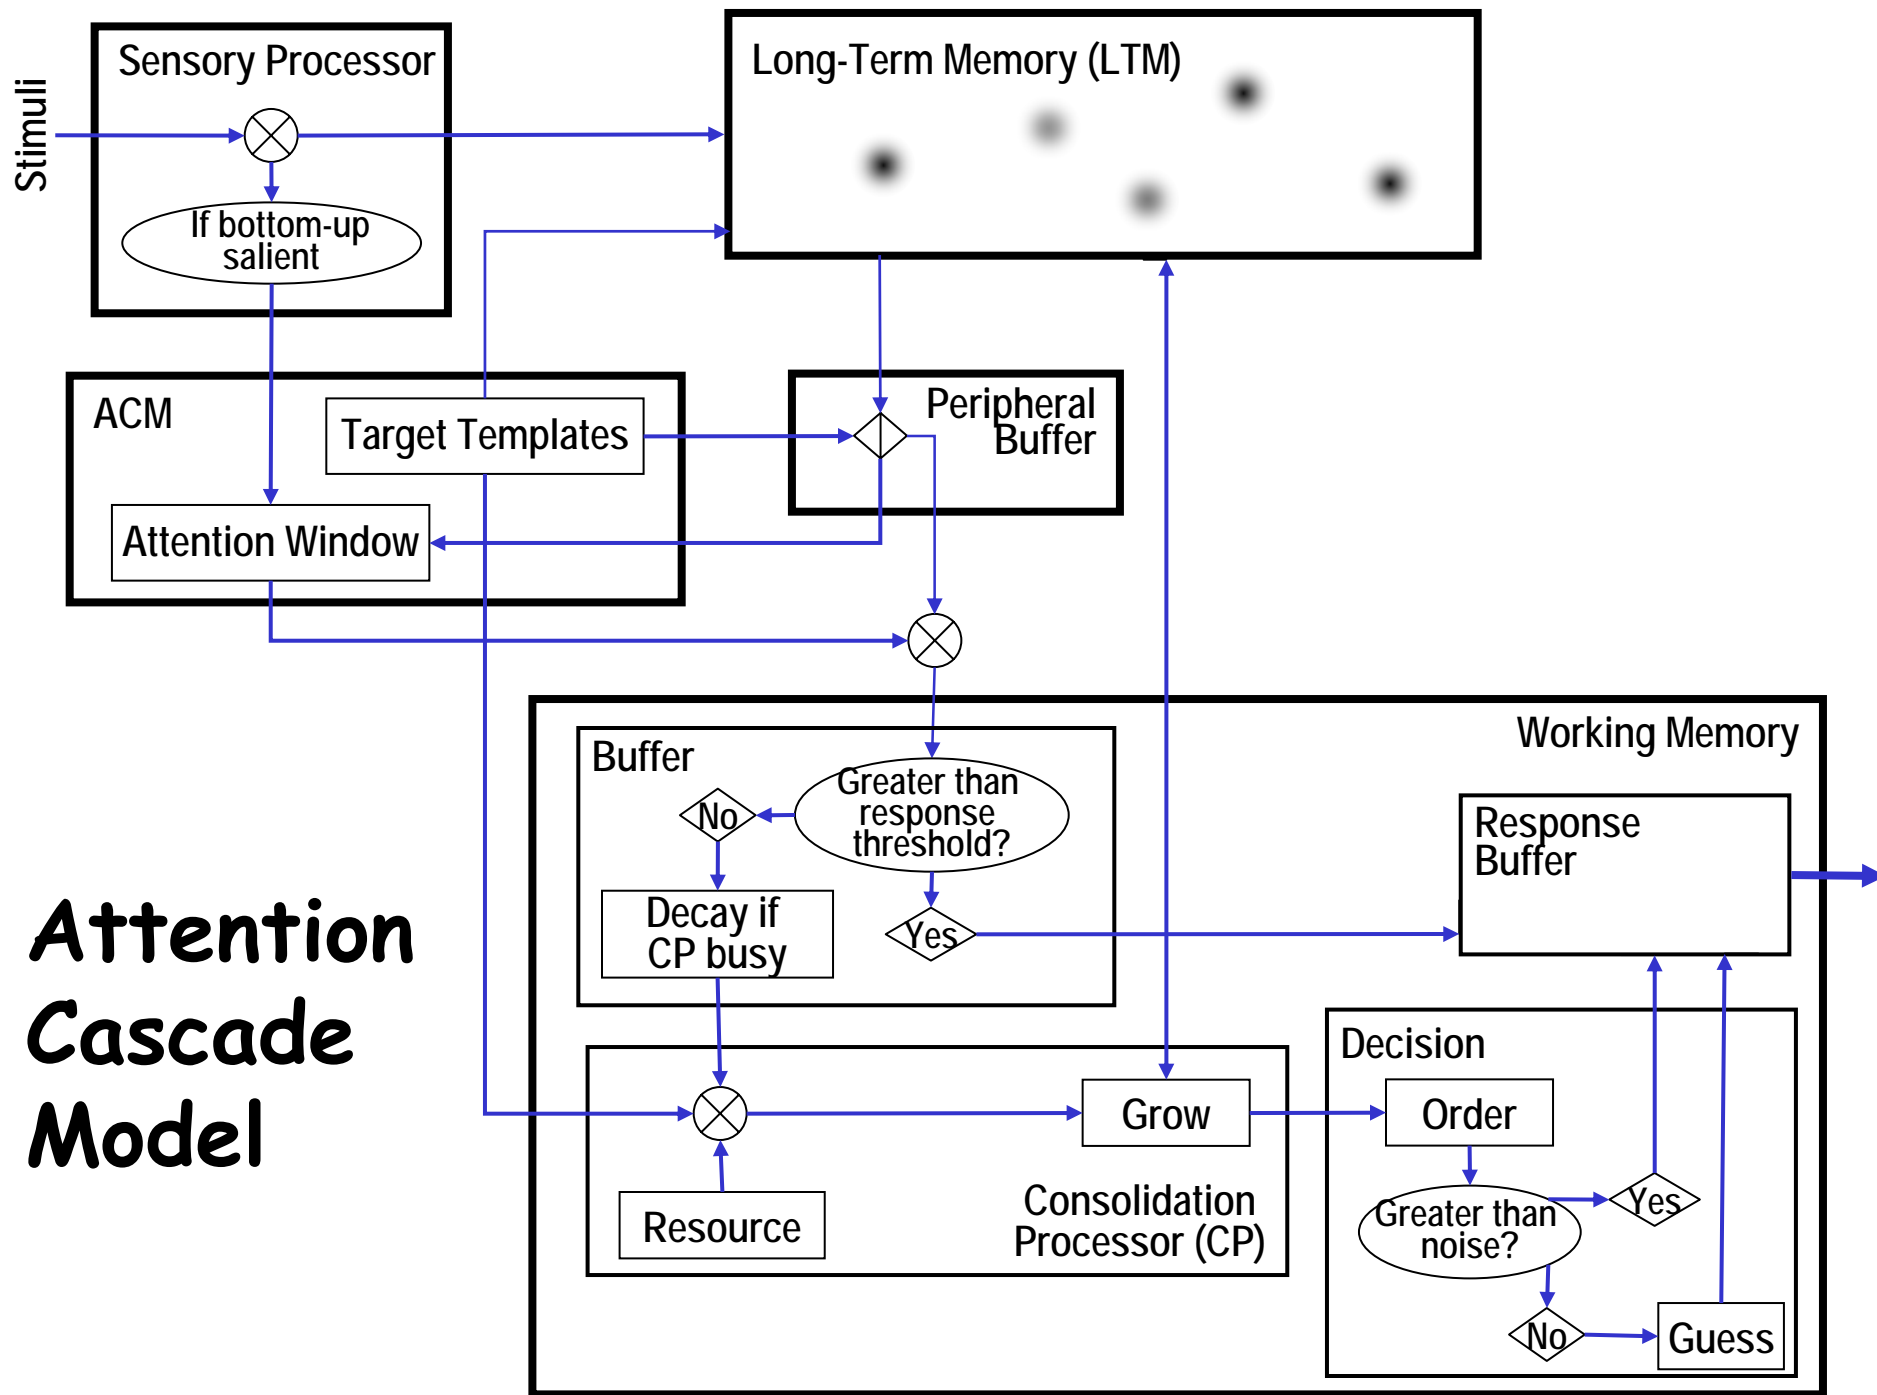 Stimuli
Sensory Processor
If bottom-up
salient
Long-Term Memory (LTM)
ACM
Target Templates
Attention Window
Peripheral
Buffer
Working Memory
Buffer
Greater than
response
threshold?
No
Yes
Decay if
CP busy
Response
Buffer
Attention
Cascade
Model
Grow
Resource
Consolidation
Processor (CP)
Decision
Order
Greater than
noise?
Yes
No
Guess